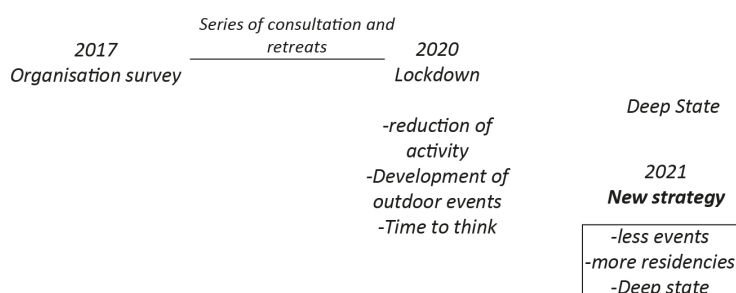 Series of consultation and
retreats
2017
Organisation survey
2020
Lockdown
-reduction of
activity
-Development of
outdoor events
-Time to think
Deep State
2021
New strategy
-less events
-more residencies
-Deep state